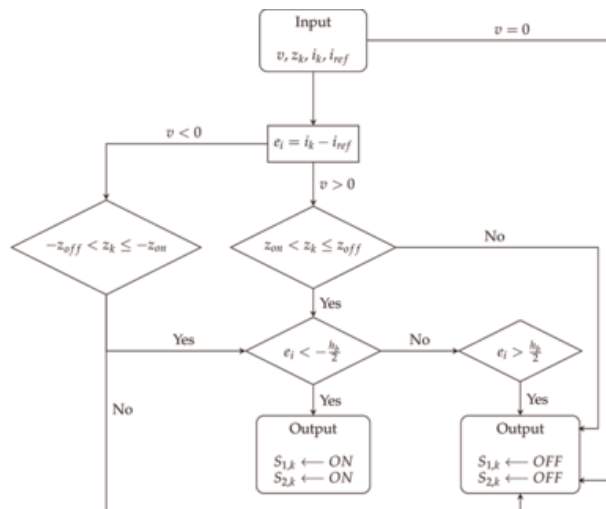 Input
v, z_k, i_k, i_ref
v = 0
v < 0
e_i = i_k − i_ref
v > 0
−z_off < z_k ≤ −z_on
z_on < z_k ≤ z_off
No
Yes
Yes
e_i < −h_b/2
No
e_i > h_b/2
No
Yes
Yes
Output
S_1,k ⟵ ON
S_2,k ⟵ ON
Output
S_1,k ⟵ OFF
S_2,k ⟵ OFF